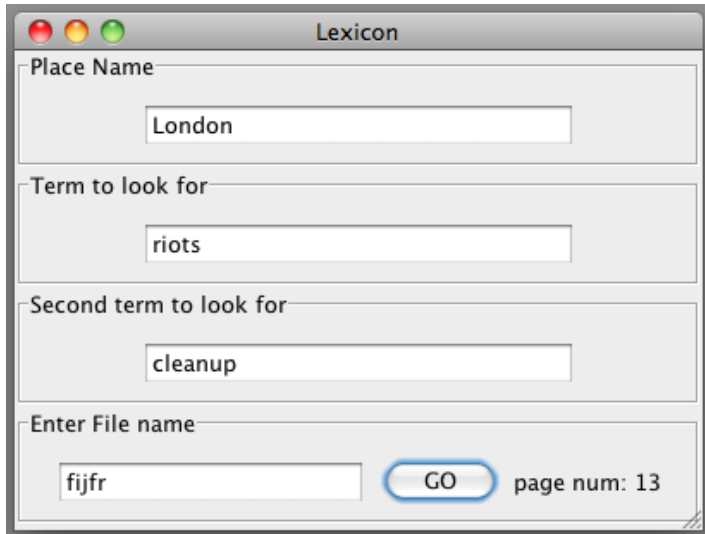 Lexicon
Place Name
London
Term to look for
riots
Second term to look for
cleanup
Enter File name
fijfr GO page num: 13